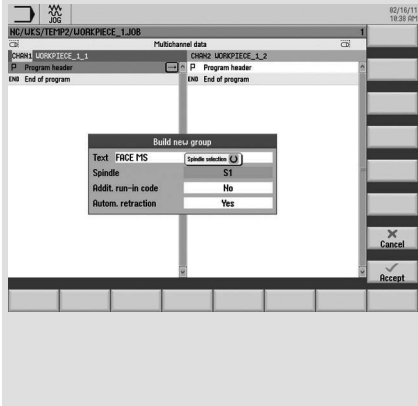 JOG
02/16/11
10:38 AM
NC/WKS/TEMP2/WORKPIECE_1.JOB 1
Multichannel data
CHAN1 WORKPIECE_1_1 CHAN2 WORKPIECE_1_2
P Program header P Program header
END End of program END End of program
Build new group
Text FACE MS Spindle selection
Spindle S1
Addit. run-in code No
Autom. retraction Yes
Cancel
Accept